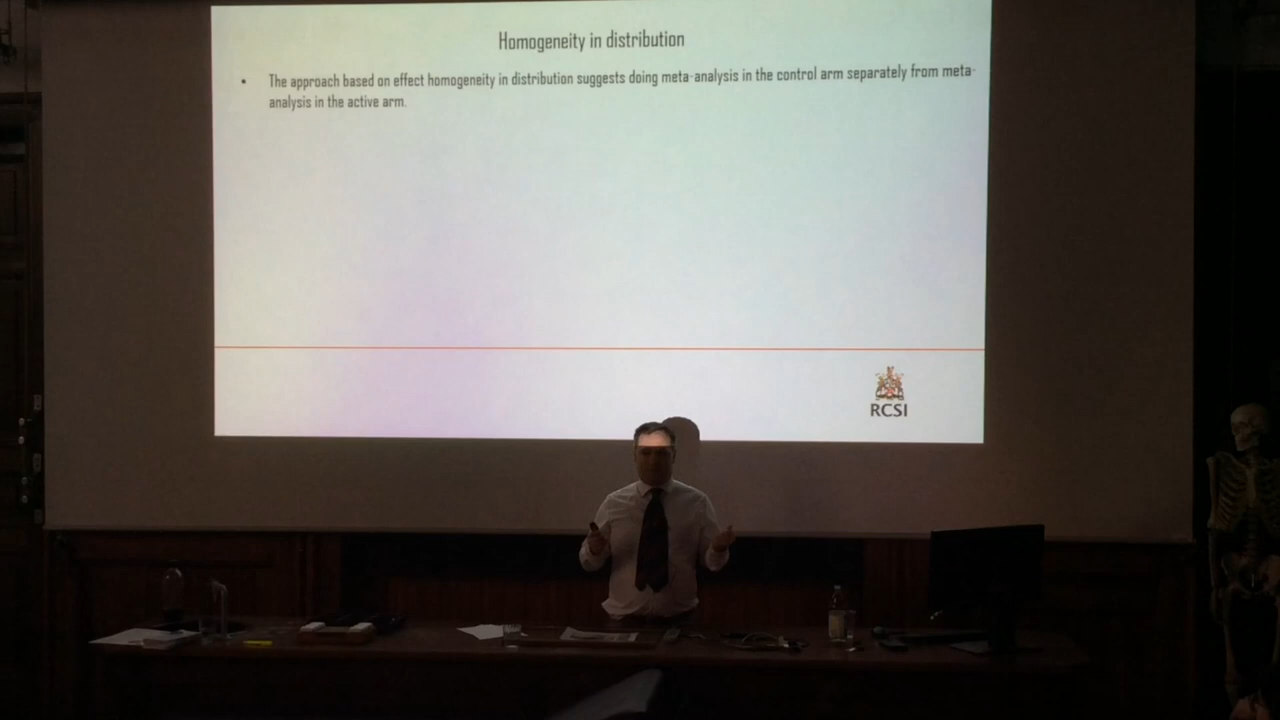 Homogeneity in distribution
• The approach based on effect homogeneity in distribution suggests doing meta-analysis in the control arm separately from meta-
analysis in the active arm.
RCSI